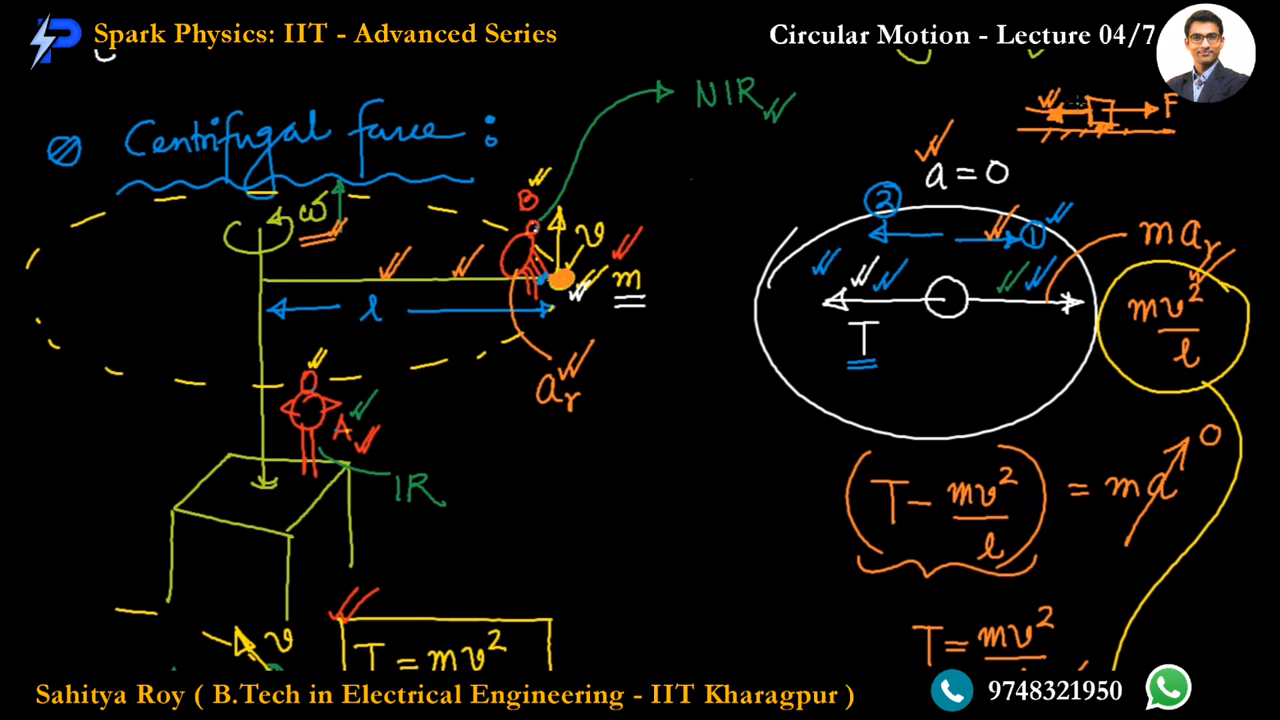 Spark Physics: IIT - Advanced Series
Circular Motion - Lecture 04/7
Centrifugal force :
NIR
F
a = 0
ω
B
v
m
l
a_r
A
IR
2
1
m a_r
T
mv²/l
(T - mv²/l) = ma
0
v
T = mv²
T = mv²
Sahitya Roy ( B.Tech in Electrical Engineering - IIT Kharagpur )
9748321950